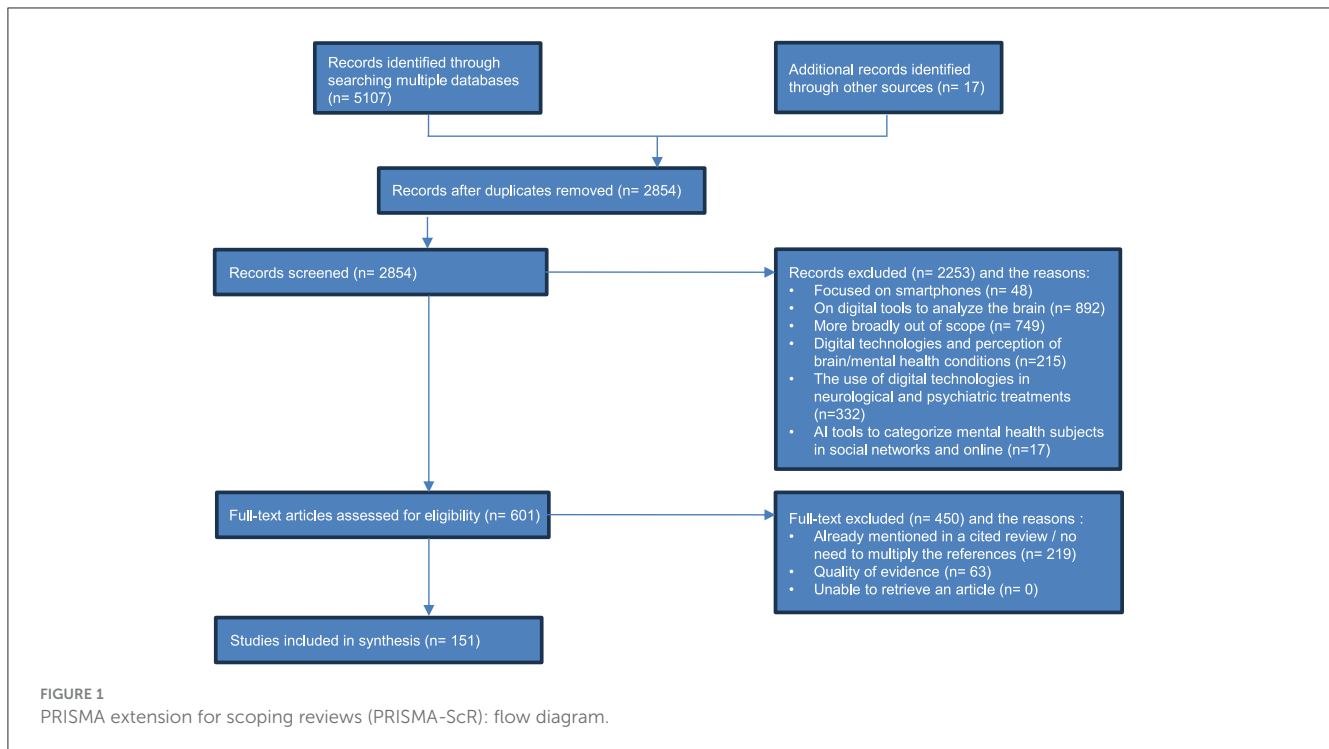 Records identified through
searching multiple databases
(n= 5107)
Additional records identified
through other sources (n= 17)
Records after duplicates removed (n= 2854)
Records screened (n= 2854)
Records excluded (n= 2253) and the reasons:
• Focused on smartphones (n= 48)
• On digital tools to analyze the brain (n= 892)
• More broadly out of scope (n= 749)
• Digital technologies and perception of
brain/mental health conditions (n=215)
• The use of digital technologies in
neurological and psychiatric treatments
(n=332)
• AI tools to categorize mental health subjects
in social networks and online (n=17)
Full-text articles assessed for eligibility (n= 601)
Full-text excluded (n= 450) and the reasons :
• Already mentioned in a cited review / no
need to multiply the references (n= 219)
• Quality of evidence (n= 63)
• Unable to retrieve an article (n= 0)
Studies included in synthesis (n= 151)
FIGURE 1
PRISMA extension for scoping reviews (PRISMA-ScR): flow diagram.